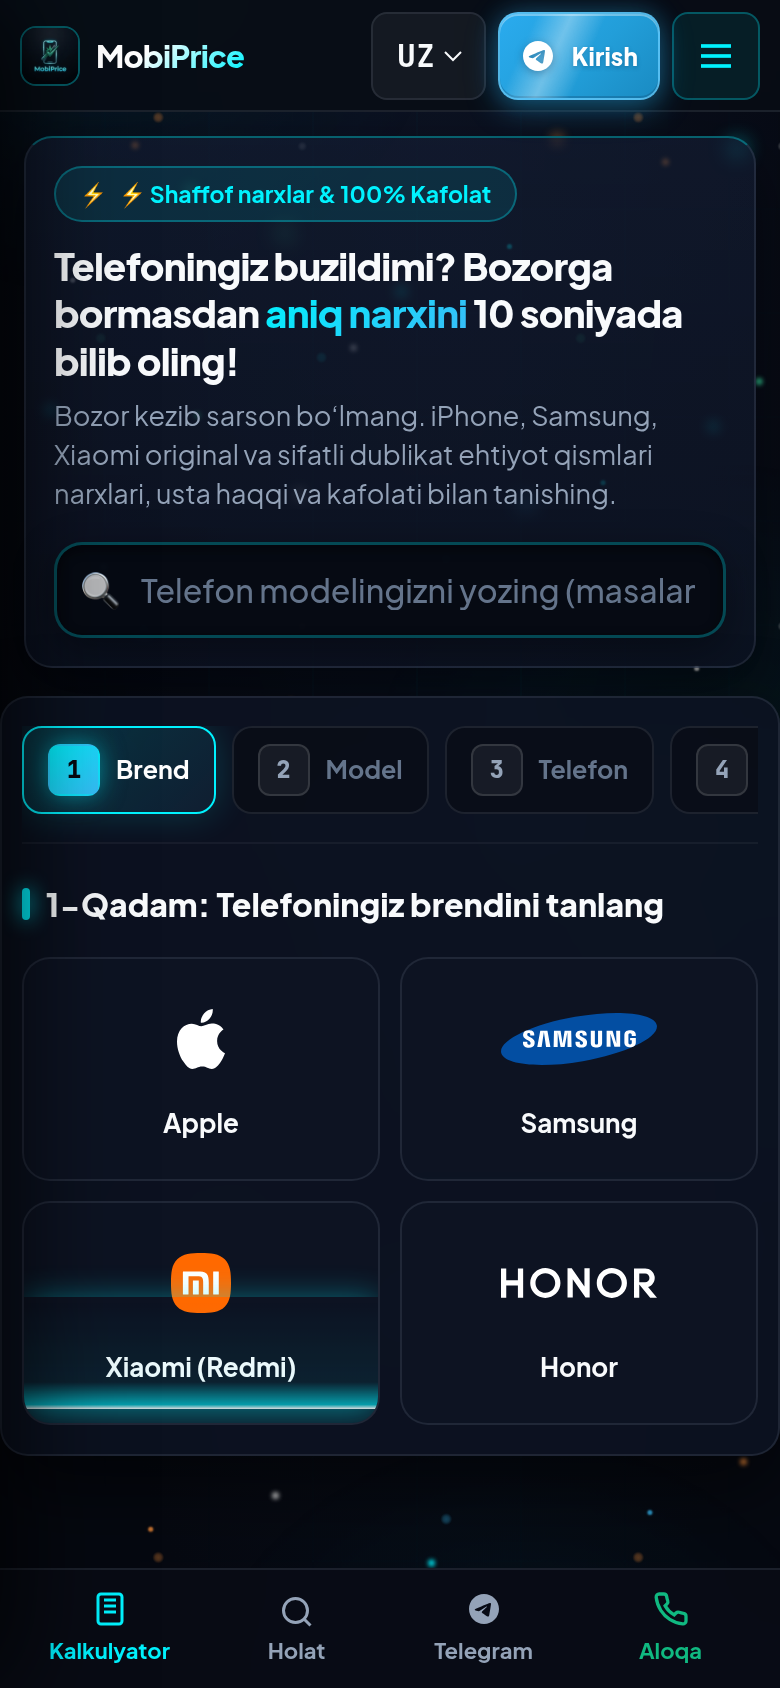 MobiPrice
MobiPrice
UZ
Kirish
⚡ ⚡ Shaffof narxlar & 100% Kafolat
Telefoningiz buzildimi? Bozorga
bormasdan aniq narxini 10 soniyada
bilib oling!
Bozor kezib sarson bo‘lmang. iPhone, Samsung,
Xiaomi original va sifatli dublikat ehtiyot qismlari
narxlari, usta haqqi va kafolati bilan tanishing.
Telefon modelingizni yozing (masalar
1 Brend
2 Model
3 Telefon
4
1-Qadam: Telefoningiz brendini tanlang
Apple
SAMSUNG
Samsung
mi
Xiaomi (Redmi)
HONOR
Honor
Kalkulyator
Holat
Telegram
Aloqa